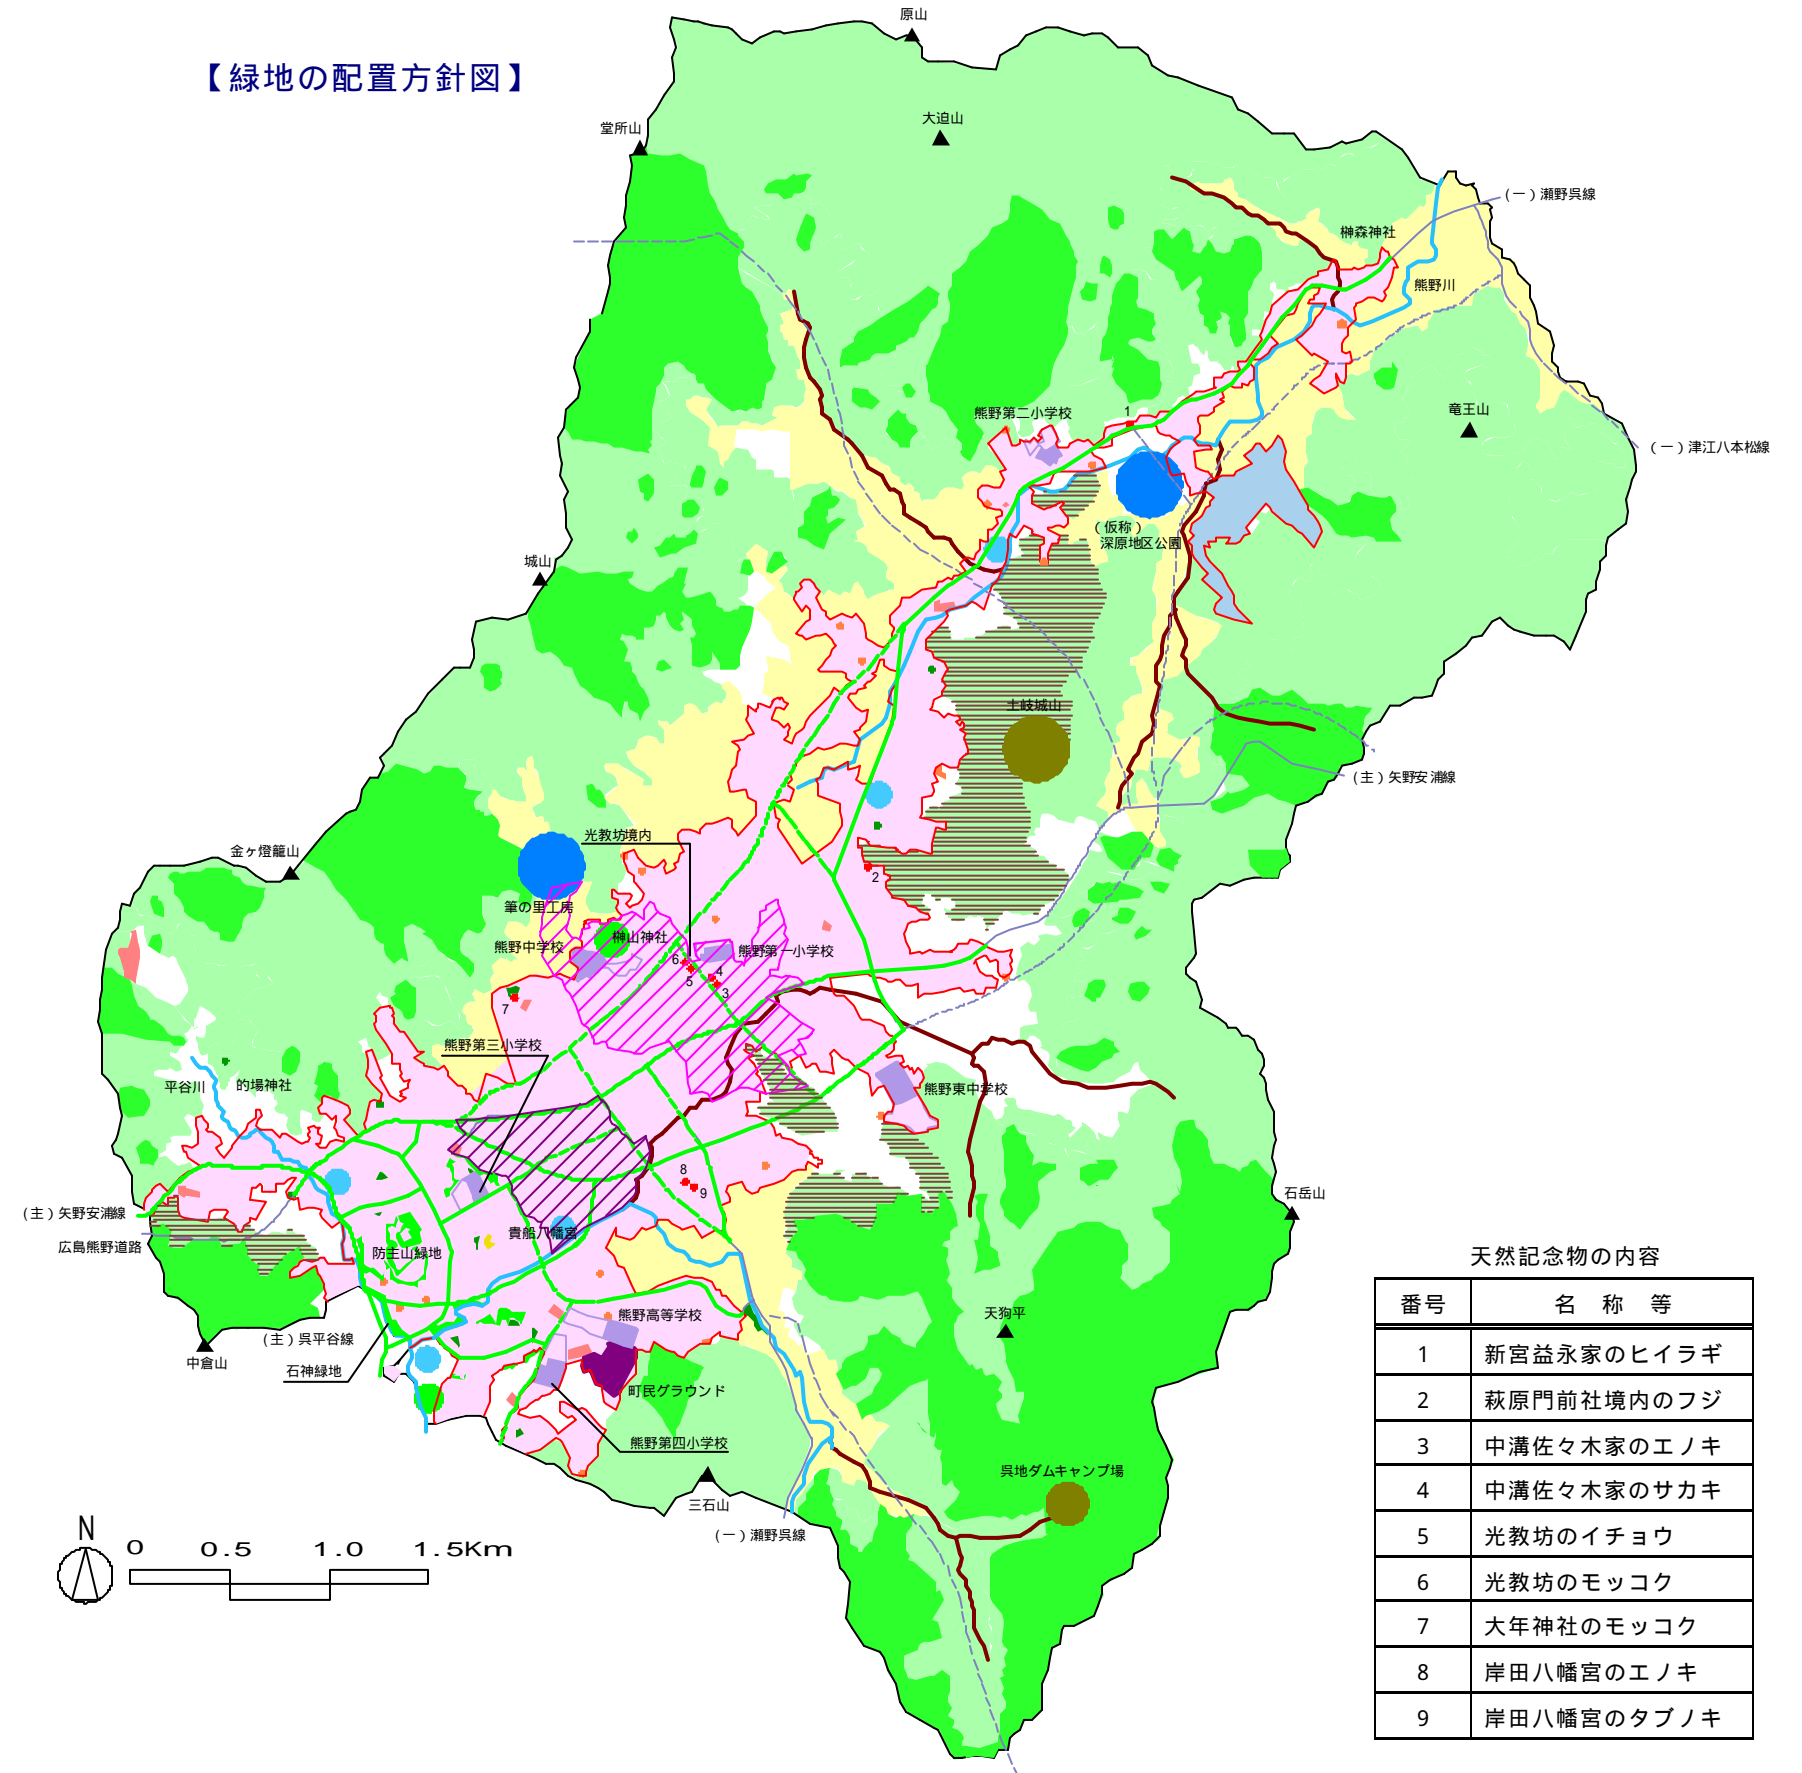 原山
【緑地の配置方針図】
大迫山
堂所山
(一)瀬野呉線
榊森神社
熊野川
竜王山
熊野第二小学校
1
(一)津江八本松線
(仮称)
深原地区公園
城山
土岐城山
(主)矢野安浦線
光教坊境内
金ヶ燈籠山
2
筆の里工房
榊山神社
熊野中学校
熊野第一小学校
6
4
5
3
7
熊野第三小学校
平谷川
的場神社
熊野東中学校
8
9
石岳山
(主)矢野安浦線
貴船八幡宮
広島熊野道路
防主山緑地
天狗平
熊野高等学校
(主)呉平谷線
中倉山
石神緑地
町民グラウンド
熊野第四小学校
呉地ダムキャンプ場
三石山
(一)瀬野呉線
N
0 0.5 1.0 1.5Km
天然記念物の内容
番号 名 称 等
1 新宮益永家のヒイラギ
2 萩原門前社境内のフジ
3 中溝佐々木家のエノキ
4 中溝佐々木家のサカキ
5 光教坊のイチョウ
6 光教坊のモッコク
7 大年神社のモッコク
8 岸田八幡宮のエノキ
9 岸田八幡宮のタブノキ